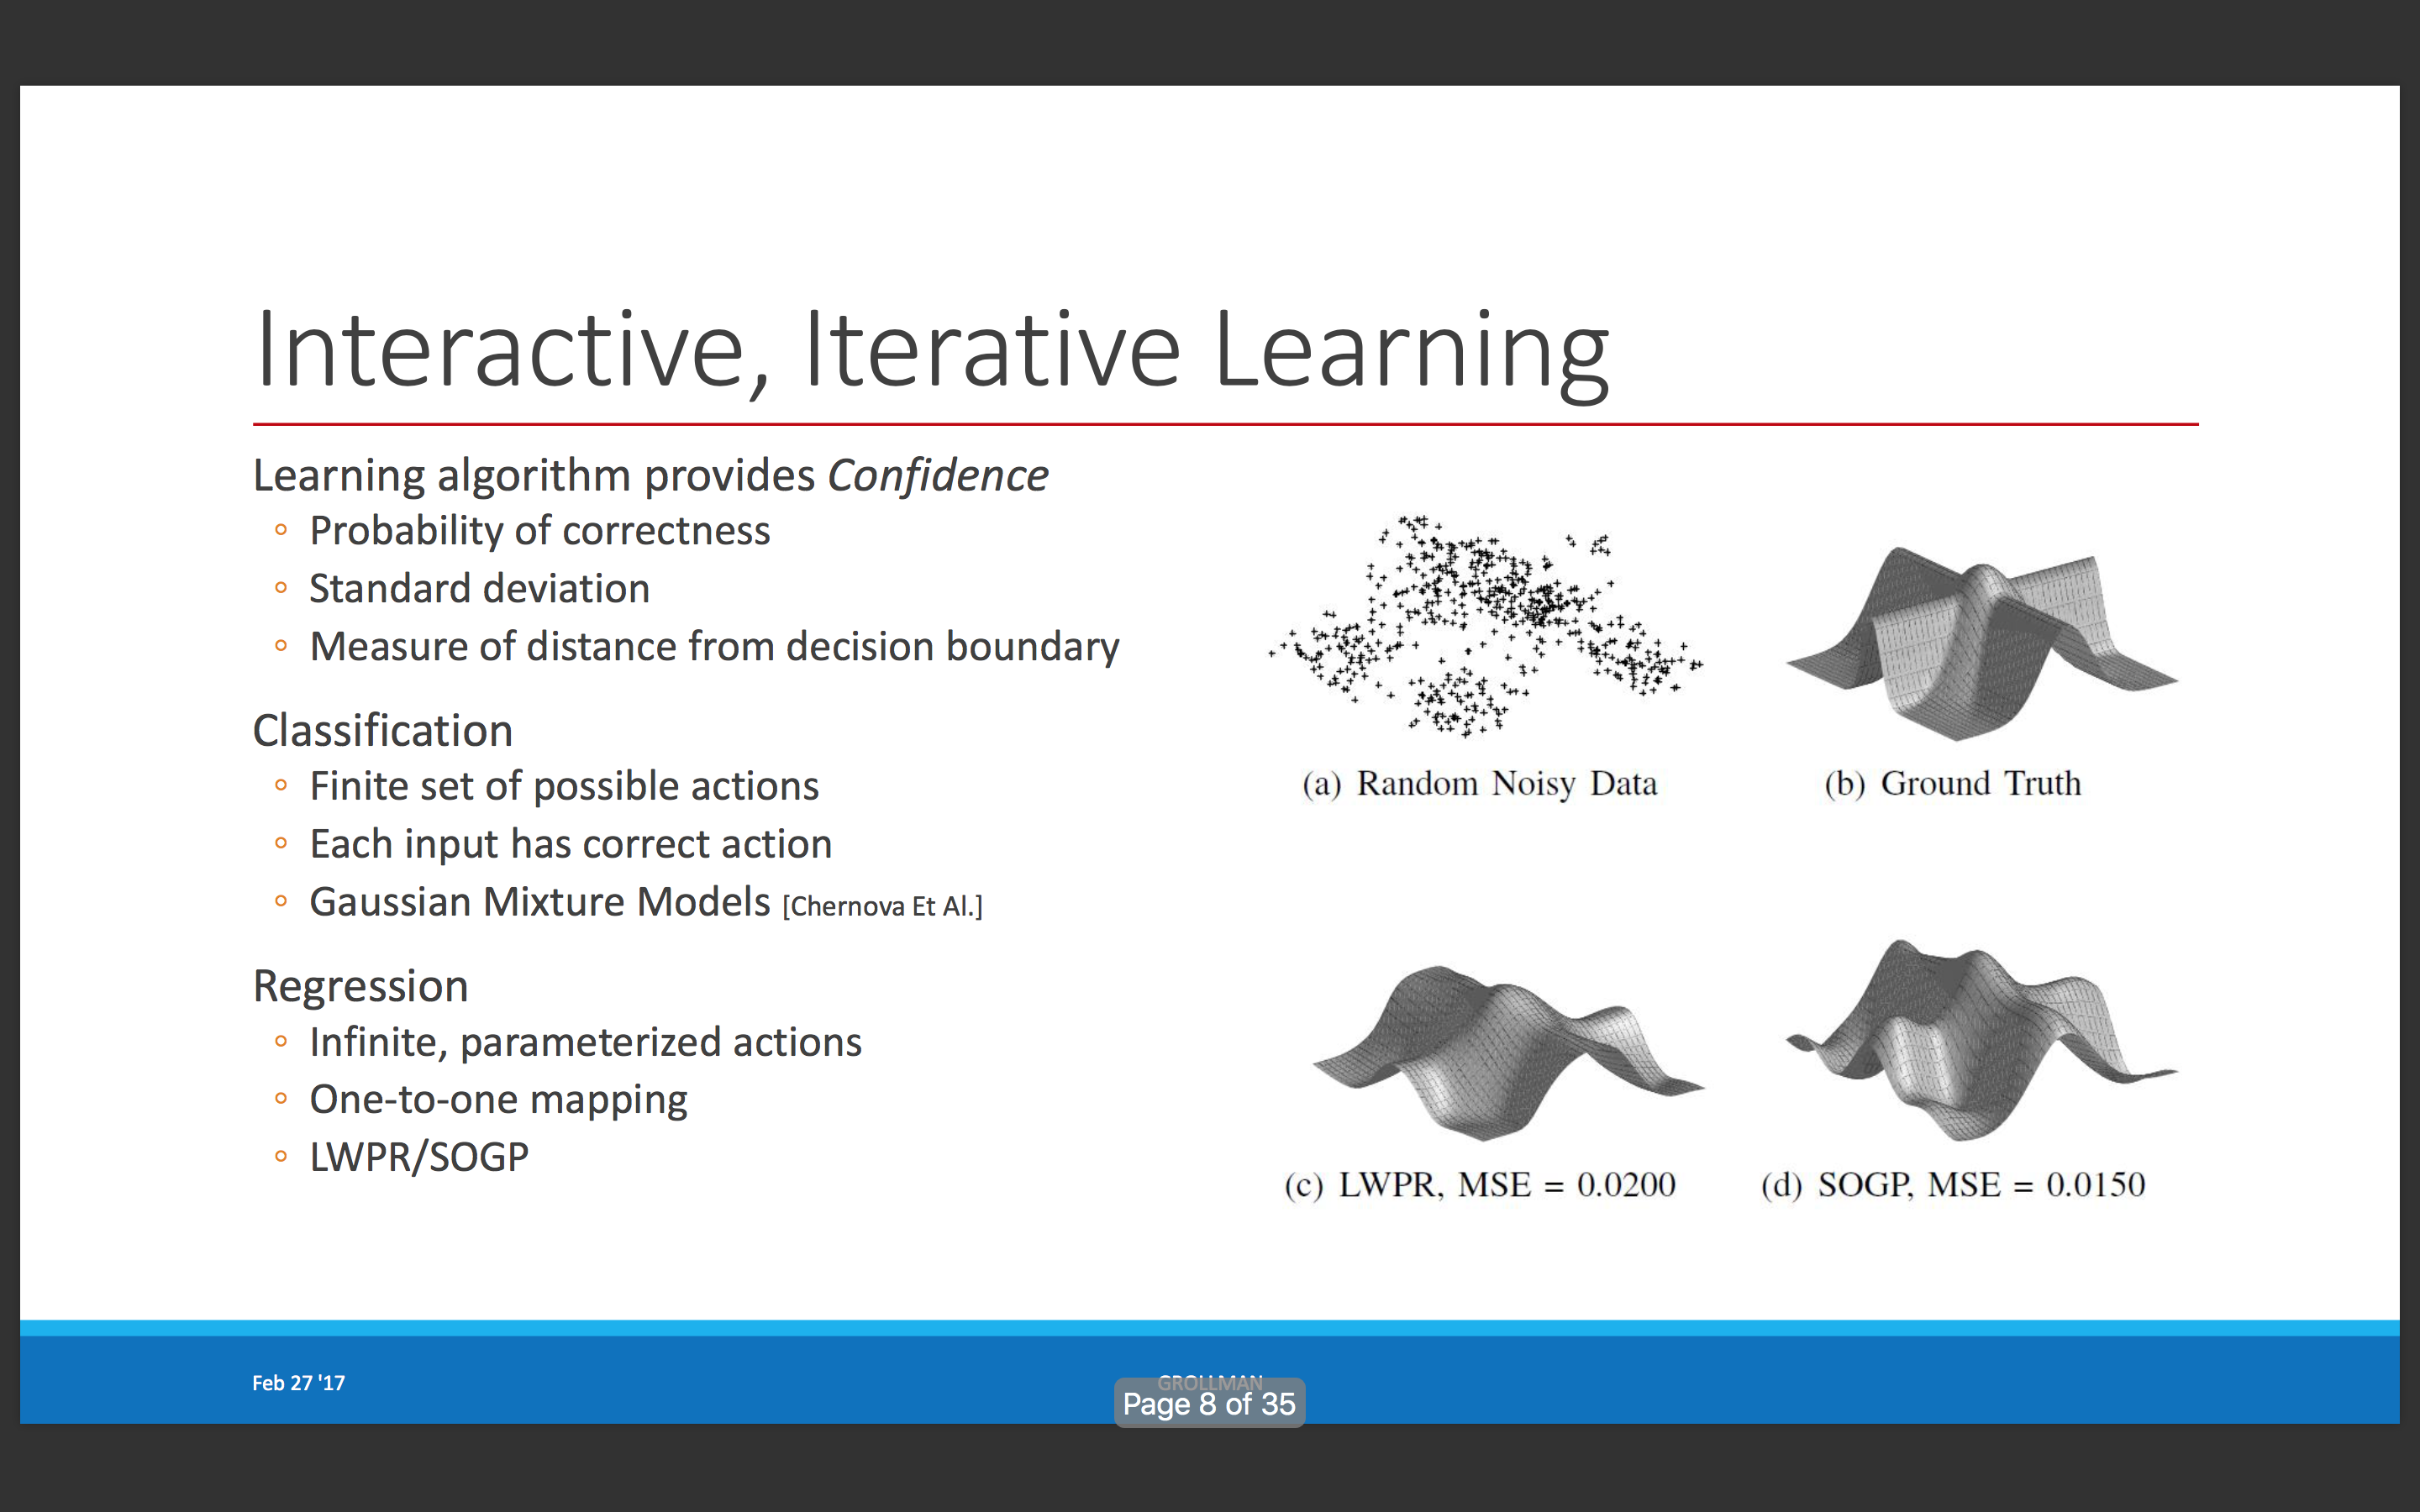 Interactive, Iterative Learning
Learning algorithm provides Confidence
Probability of correctness
Standard deviation
Measure of distance from decision boundary
Classification
Finite set of possible actions
Each input has correct action
Gaussian Mixture Models [Chernova Et Al.]
Regression
Infinite, parameterized actions
One-to-one mapping
LWPR/SOGP
(a) Random Noisy Data
(b) Ground Truth
(c) LWPR, MSE = 0.0200
(d) SOGP, MSE = 0.0150
Feb 27 '17
GROLLMAN
Page 8 of 35